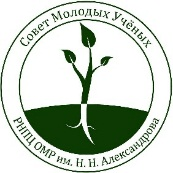 Совет Молодых Учёных
РНПЦ ОМР им. Н. Н. Александрова